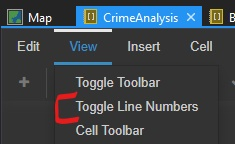 Map CrimeAnalysis
Edit View Insert Cell
Toggle Toolbar
Toggle Line Numbers
Cell Toolbar